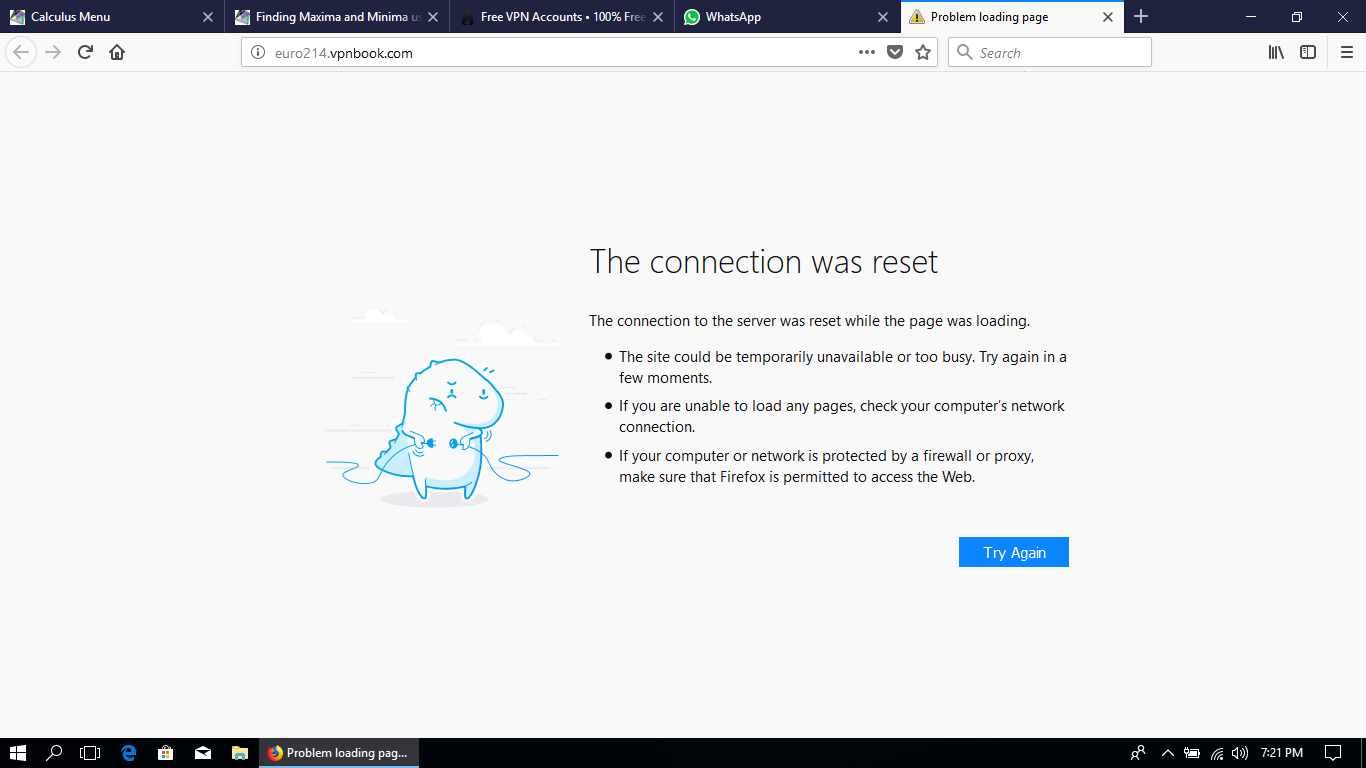 Calculus Menu
Finding Maxima and Minima us
Free VPN Accounts • 100% Free
WhatsApp
Problem loading page
euro214.vpnbook.com
Search
The connection was reset
The connection to the server was reset while the page was loading.
The site could be temporarily unavailable or too busy. Try again in a
few moments.
If you are unable to load any pages, check your computer’s network
connection.
If your computer or network is protected by a firewall or proxy,
make sure that Firefox is permitted to access the Web.
Try Again
Problem loading pag...
7:21 PM